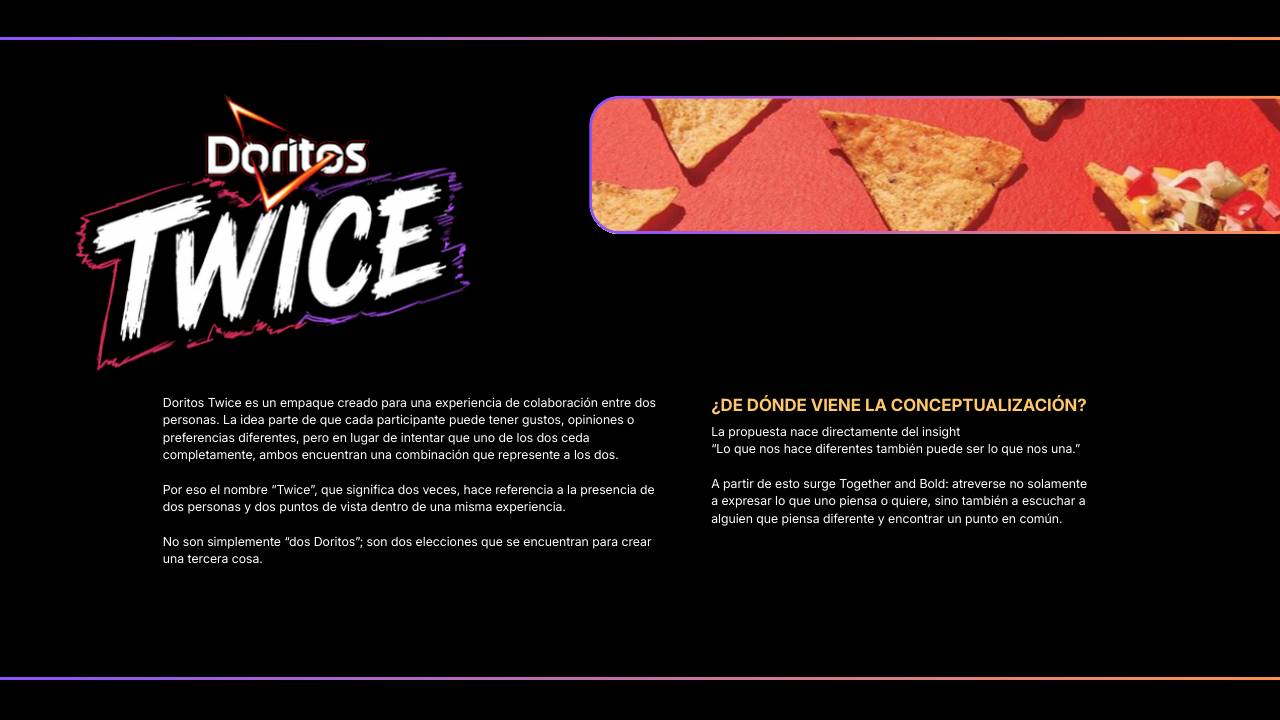 Doritos
TWICE
Doritos Twice es un empaque creado para una experiencia de colaboración entre dos
personas. La idea parte de que cada participante puede tener gustos, opiniones o
preferencias diferentes, pero en lugar de intentar que uno de los dos ceda
completamente, ambos encuentran una combinación que represente a los dos.
Por eso el nombre “Twice”, que significa dos veces, hace referencia a la presencia de
dos personas y dos puntos de vista dentro de una misma experiencia.
No son simplemente “dos Doritos”; son dos elecciones que se encuentran para crear
una tercera cosa.
¿DE DÓNDE VIENE LA CONCEPTUALIZACIÓN?
La propuesta nace directamente del insight
“Lo que nos hace diferentes también puede ser lo que nos una.”
A partir de esto surge Together and Bold: atreverse no solamente
a expresar lo que uno piensa o quiere, sino también a escuchar a
alguien que piensa diferente y encontrar un punto en común.